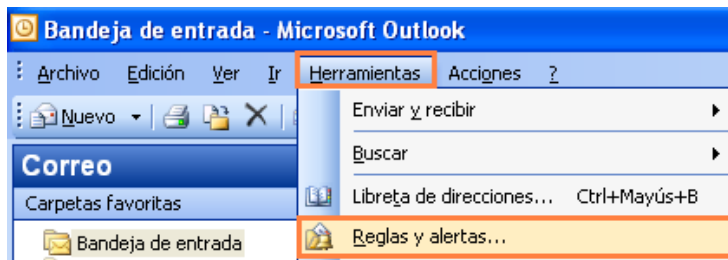 Bandeja de entrada - Microsoft Outlook
Archivo Edición Ver Ir Herramientas Acciones ?
Nuevo
Enviar y recibir
Buscar
Correo
Libreta de direcciones... Ctrl+Mayús+B
Carpetas favoritas
Reglas y alertas...
Bandeja de entrada